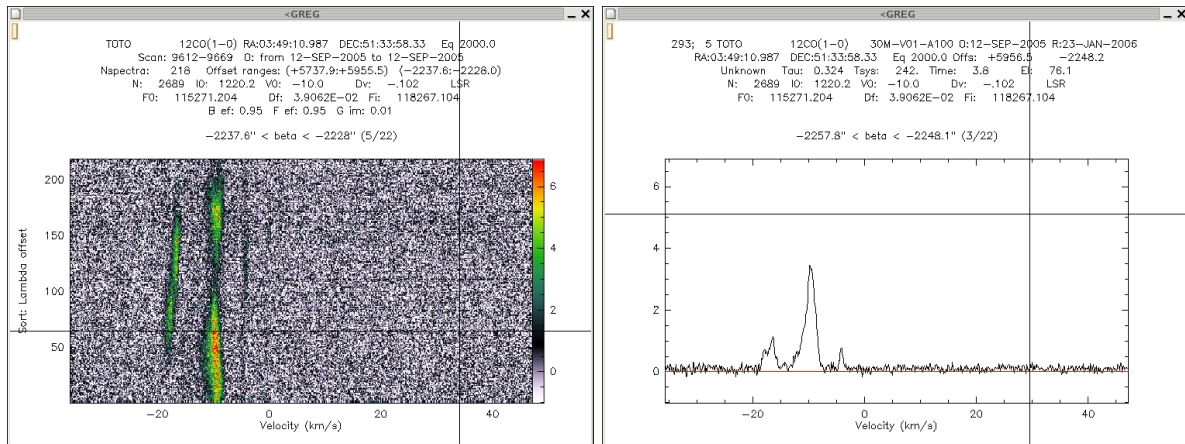 <GREG
TOTO 12CO(1-0) RA:03:49:10.987 DEC:51:33:58.33 Eq 2000.0
Scan: 9612-9669 O: from 12-SEP-2005 to 12-SEP-2005
Nspectra: 218 Offset ranges: (+5737.9:+5955.5) (-2237.6:-2228.0)
N: 2689 I0: 1220.2 V0: -10.0 Dv: -.102 LSR
F0: 115271.204 Df: 3.9062E-02 Fi: 118267.104
B ef: 0.95 F ef: 0.95 G im: 0.01
-2237.6" < beta < -2228" (5/22)
200
150
100
50
Sort: Lambda offset
6
4
2
0
-20 0 20 40
Velocity (km/s)
<GREG
293; 5 TOTO 12CO(1-0) 30M-V01-A100 O:12-SEP-2005 R:23-JAN-2006
RA:03:49:10.987 DEC:51:33:58.33 Eq 2000.0 Offs: +5956.5 -2248.2
Unknown Tau: 0.324 Tsys: 242. Time: 3.8 El: 76.1
N: 2689 I0: 1220.2 V0: -10.0 Dv: -.102 LSR
F0: 115271.204 Df: 3.9062E-02 Fi: 118267.104
-2257.8" < beta < -2248.1" (3/22)
6
4
2
0
-20 0 20 40
Velocity (km/s)